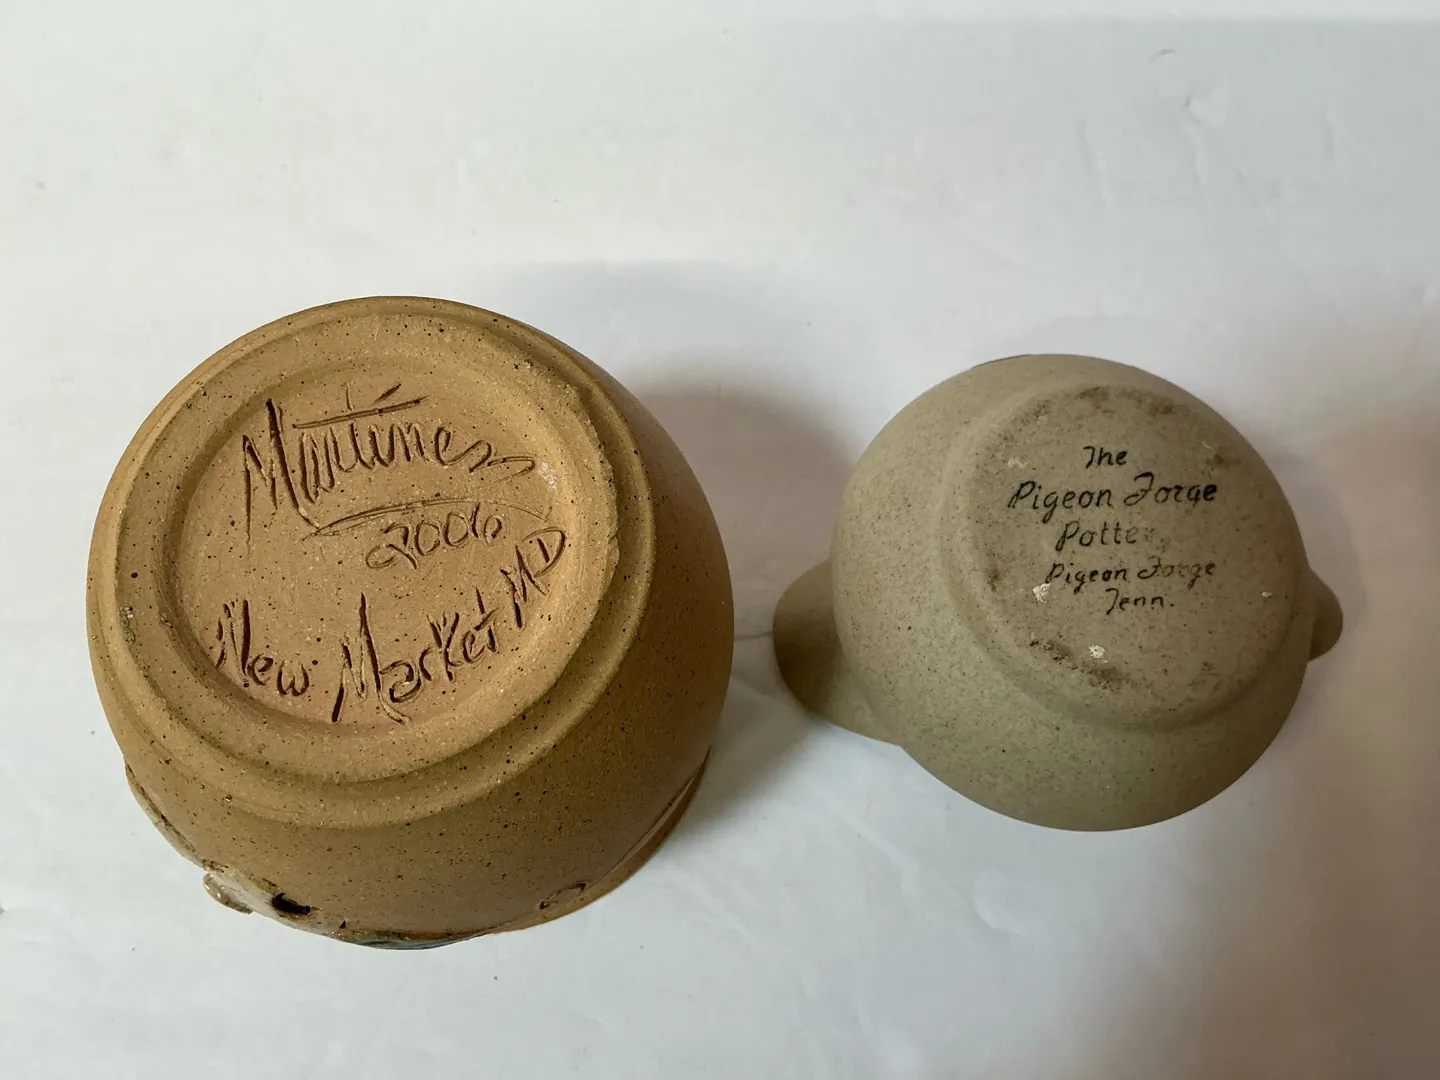 Martinez
2006
New Market MD
The
Pigeon Forge
Pottery
Pigeon Forge
Tenn.